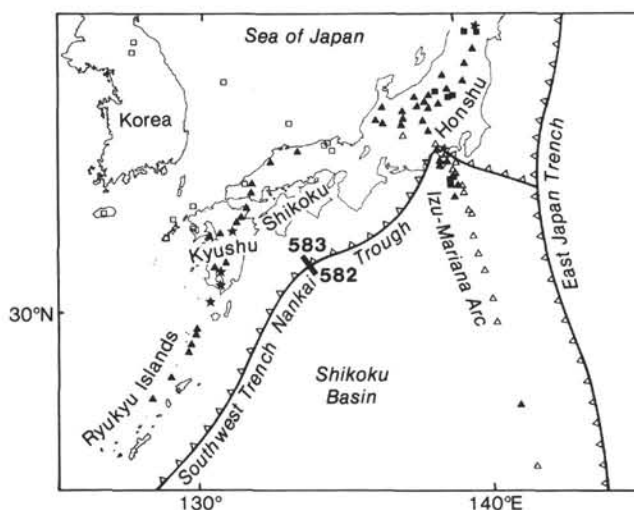 Sea of Japan
Korea
Honshu
Shikoku
Kyushu
East Japan Trench
583
582
Trough
Nankai
Izu-Mariana Arc
30°N
Ryukyu Islands
Southwest Trench
Shikoku
Basin
130°
140°E